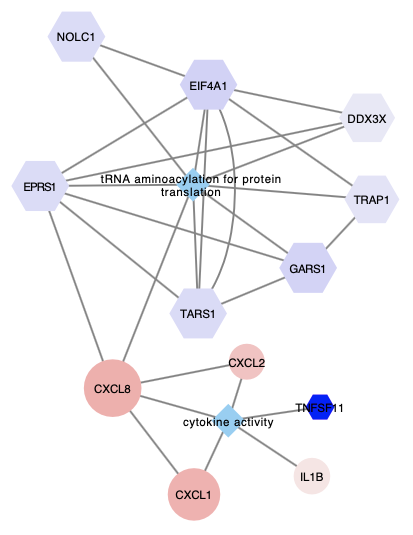 NOLC1
EIF4A1
DDX3X
tRNA aminoacylation for protein
translation
EPRS1
TRAP1
GARS1
TARS1
CXCL2
CXCL8
TNFSF11
cytokine activity
IL1B
CXCL1